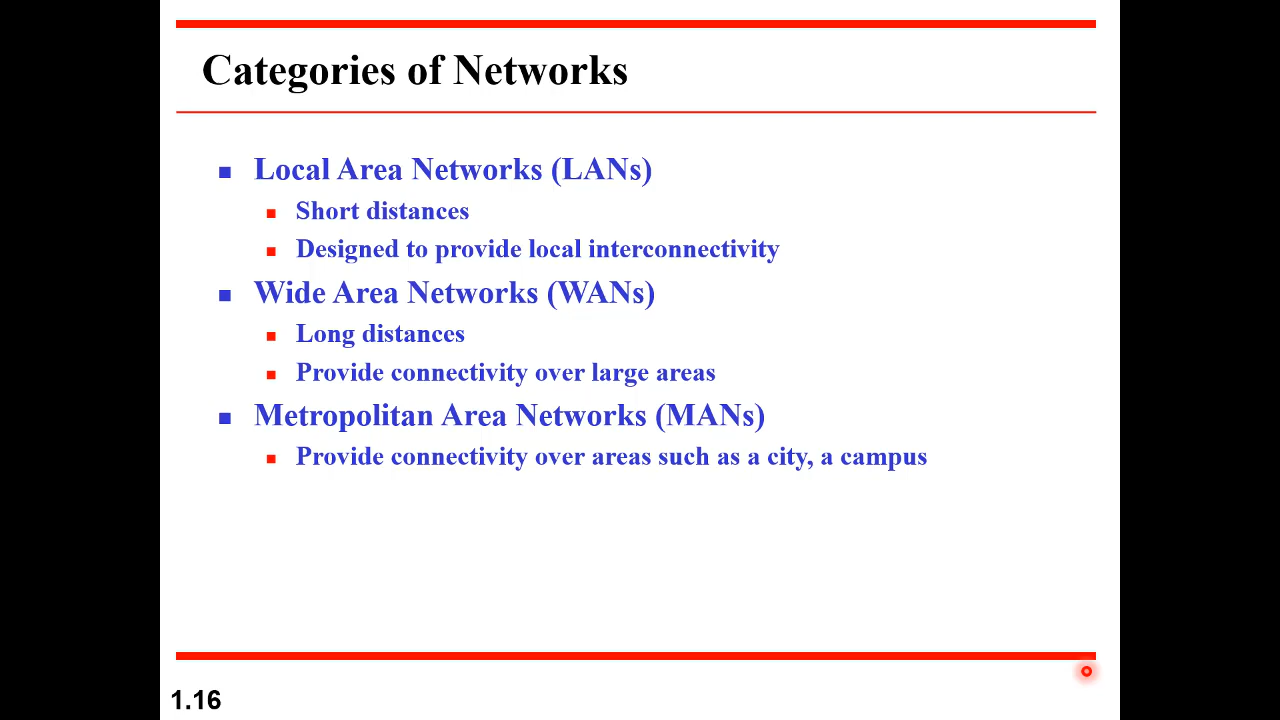 Categories of Networks
Local Area Networks (LANs)
Short distances
Designed to provide local interconnectivity
Wide Area Networks (WANs)
Long distances
Provide connectivity over large areas
Metropolitan Area Networks (MANs)
Provide connectivity over areas such as a city, a campus
1.16